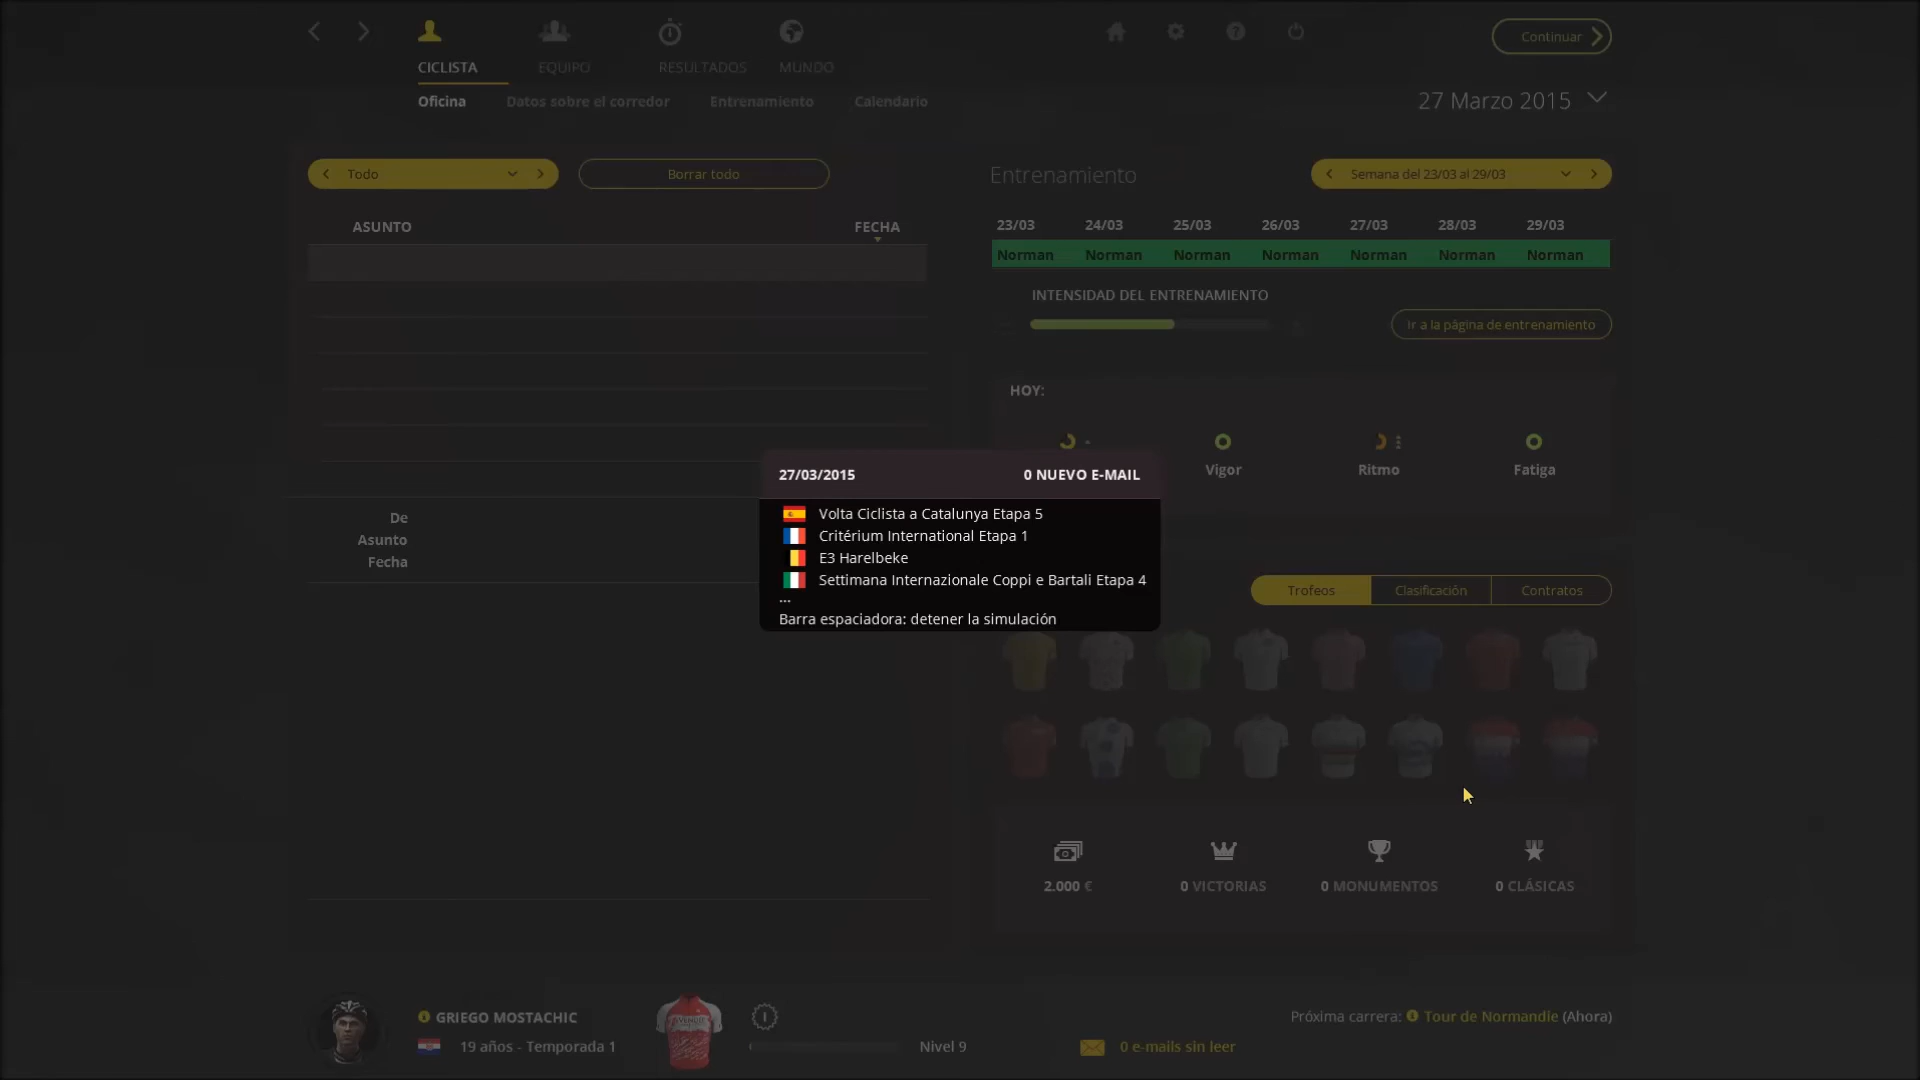 CICLISTA
EQUIPO
RESULTADOS
MUNDO
Continuar
Oficina
Datos sobre el corredor
Entrenamiento
Calendario
27 Marzo 2015
Todo
Borrar todo
Entrenamiento
Semana del 23/03 al 29/03
ASUNTO
FECHA
23/03 24/03 25/03 26/03 27/03 28/03 29/03
Norman Norman Norman Norman Norman Norman Norman
INTENSIDAD DEL ENTRENAMIENTO
Ir a la página de entrenamiento
HOY:
Vigor
Ritmo
Fatiga
27/03/2015
0 NUEVO E-MAIL
Volta Ciclista a Catalunya Etapa 5
Critérium International Etapa 1
E3 Harelbeke
Settimana Internazionale Coppi e Bartali Etapa 4
...
Barra espaciadora: detener la simulación
De
Asunto
Fecha
Trofeos
Clasificación
Contratos
2.000 €
0 VICTORIAS
0 MONUMENTOS
0 CLÁSICAS
GRIEGO MOSTACHIC
19 años - Temporada 1
Nivel 9
Próxima carrera: Tour de Normandie (Ahora)
0 e-mails sin leer